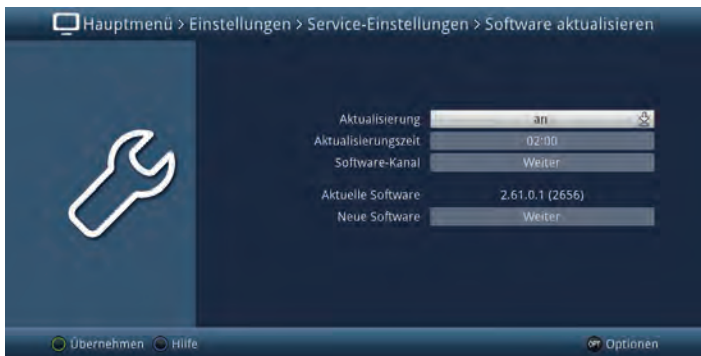 Hauptmenü > Einstellungen > Service-Einstellungen > Software aktualisieren
Aktualisierung an
Aktualisierungszeit 02:00
Software-Kanal Weiter
Aktuelle Software 2.61.0.1 (2656)
Neue Software Weiter
Übernehmen Hilfe OPT Optionen